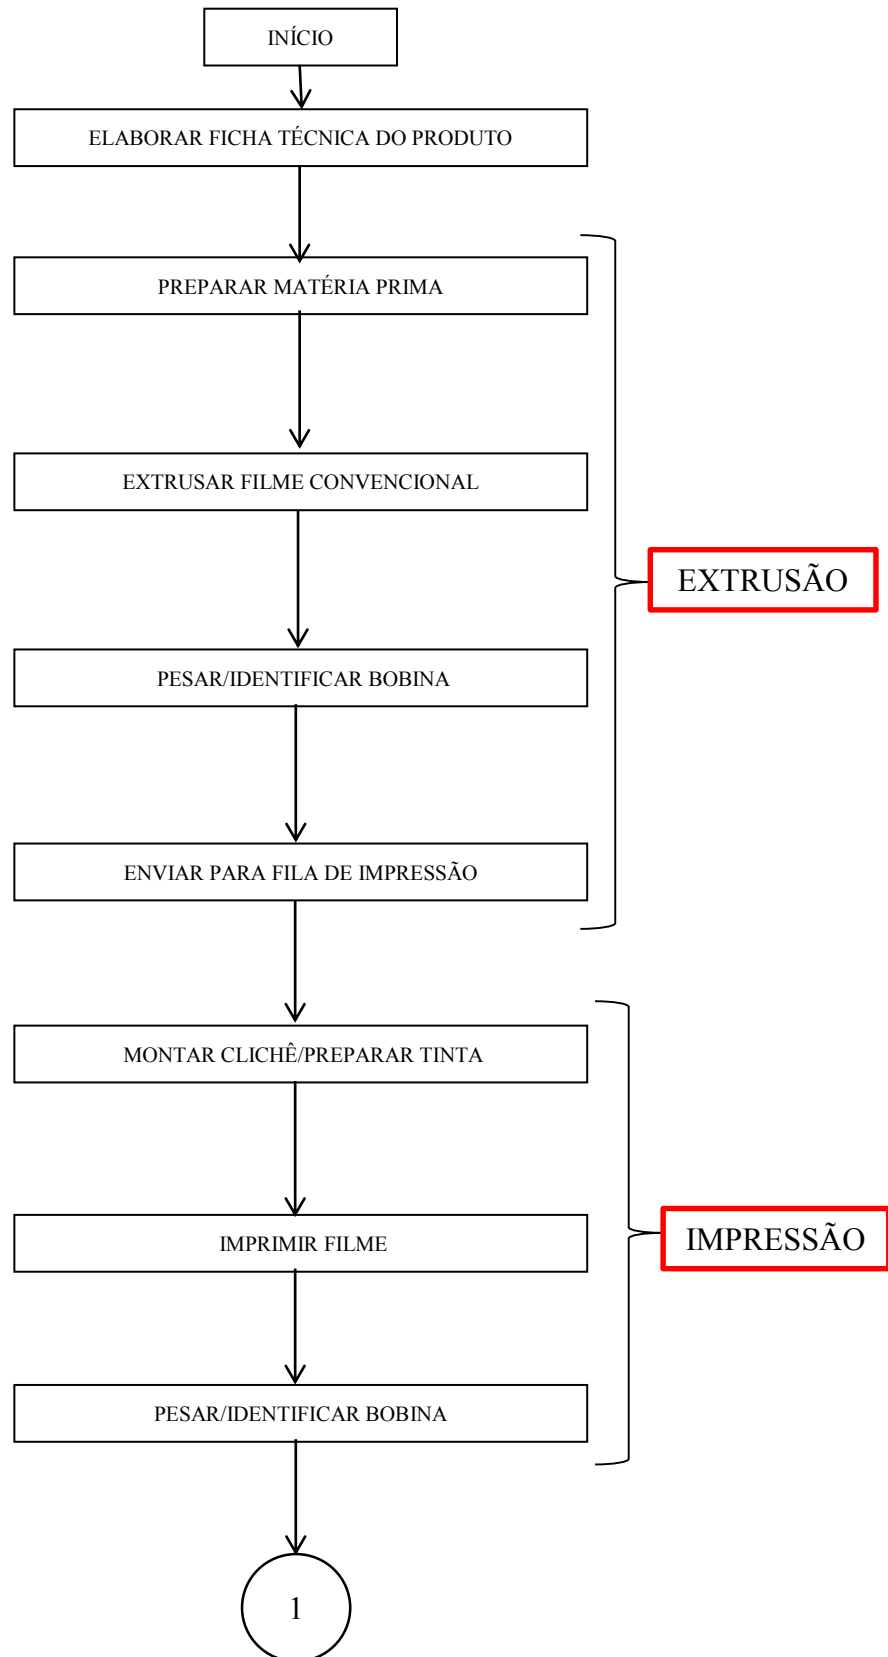 INÍCIO
ELABORAR FICHA TÉCNICA DO PRODUTO
PREPARAR MATÉRIA PRIMA
EXTRUSAR FILME CONVENCIONAL
EXTRUSÃO
PESAR/IDENTIFICAR BOBINA
ENVIAR PARA FILA DE IMPRESSÃO
MONTAR CLICHÊ/PREPARAR TINTA
IMPRIMIR FILME
IMPRESSÃO
PESAR/IDENTIFICAR BOBINA
1